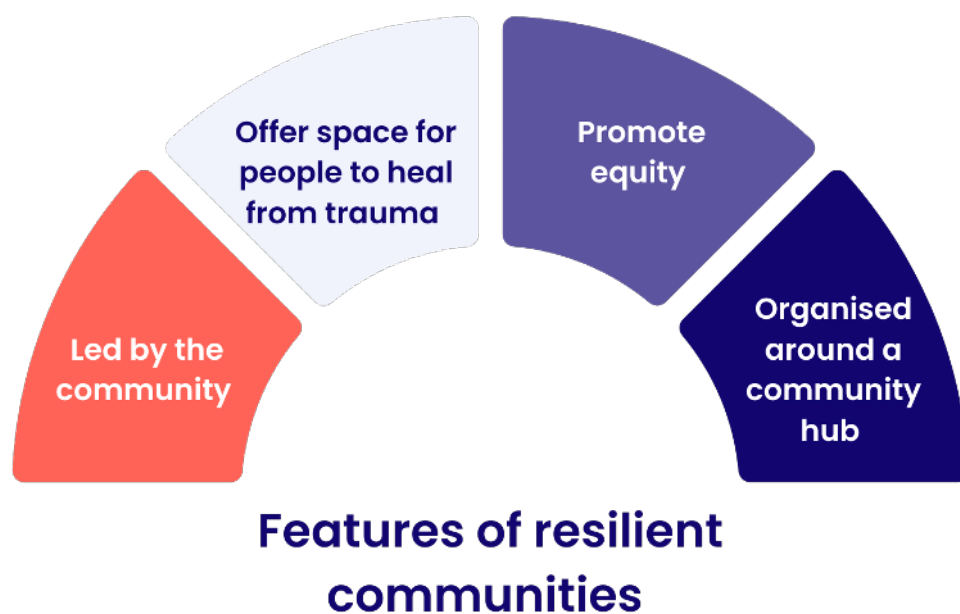 Offer space for
people to heal
from trauma
Promote
equity
Led by the
community
Organised
around a
community
hub
Features of resilient
communities